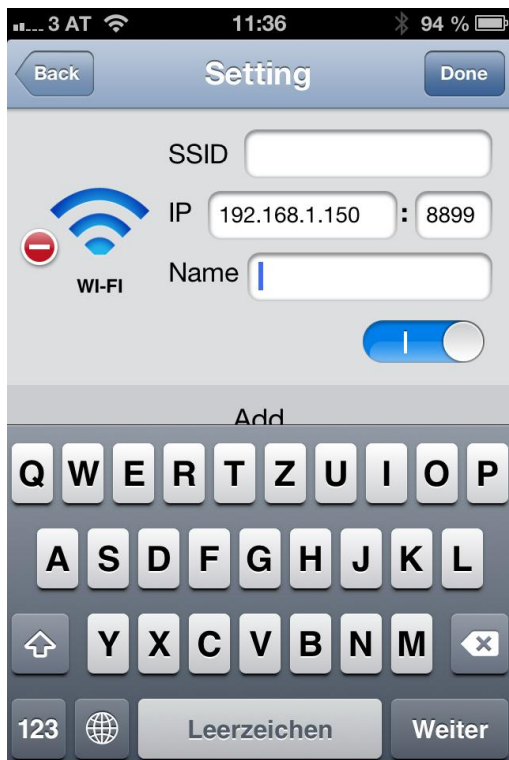 3 AT 11:36 94 %
Back Setting Done
SSID
IP 192.168.1.150 : 8899
WI-FI
Name
Add
Q W E R T Z U I O P
A S D F G H J K L
Y X C V B N M
123 Leerzeichen Weiter